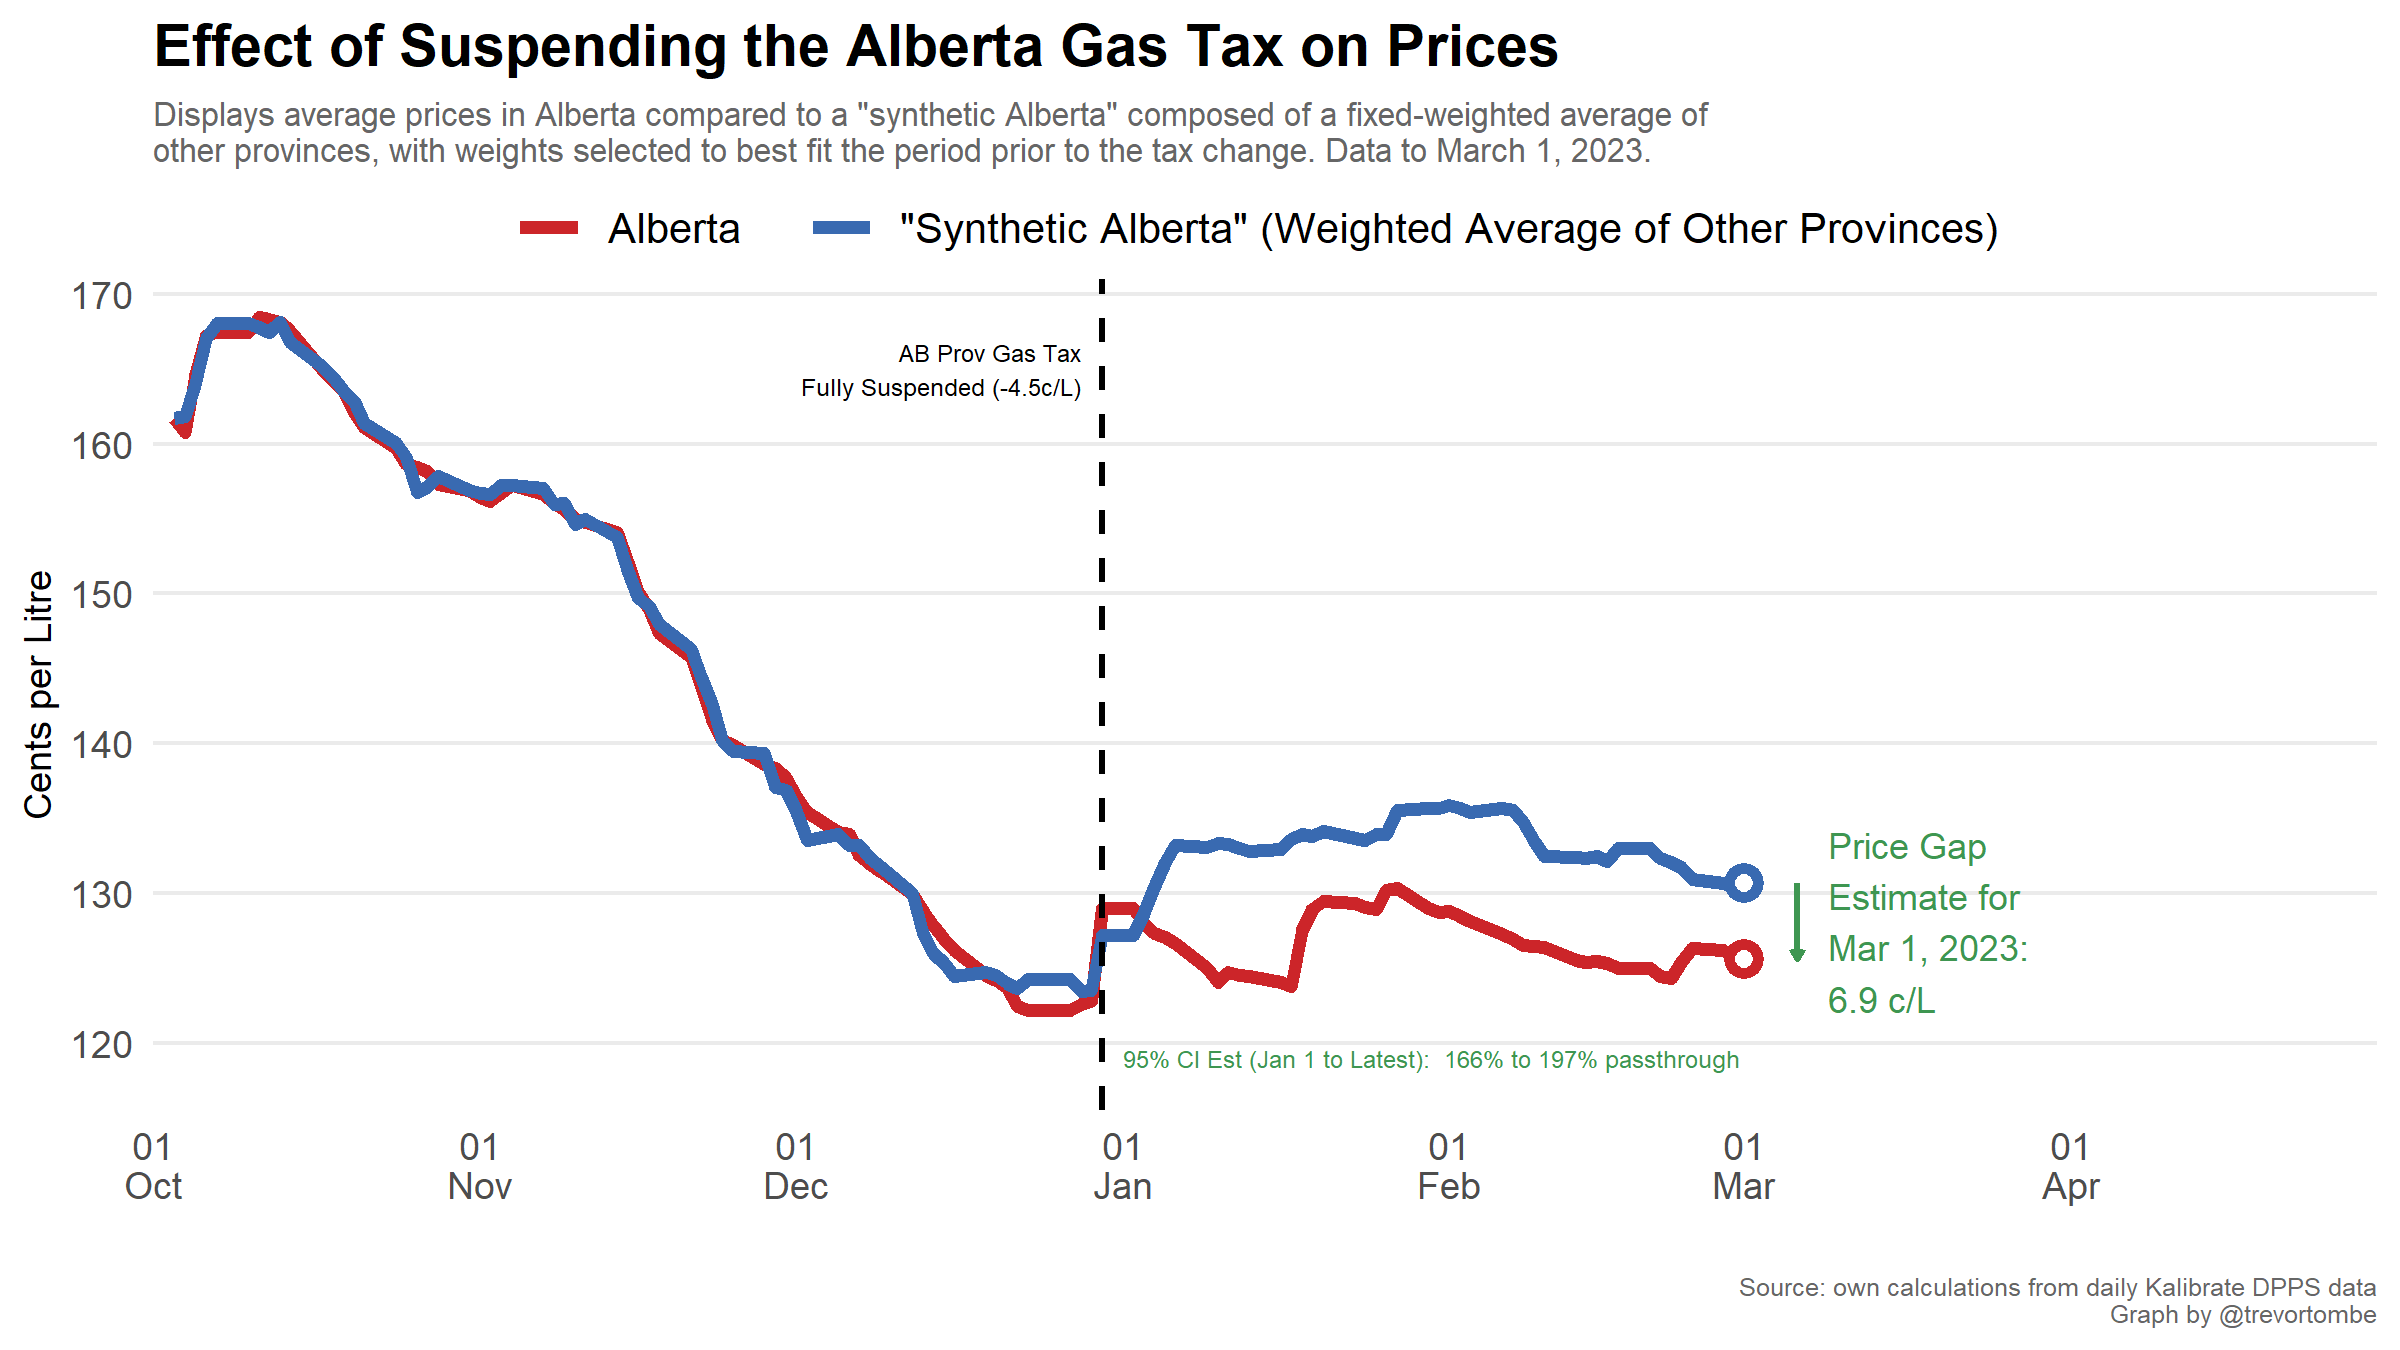 Effect of Suspending the Alberta Gas Tax on Prices
Displays average prices in Alberta compared to a "synthetic Alberta" composed of a fixed-weighted average of
other provinces, with weights selected to best fit the period prior to the tax change. Data to March 1, 2023.
Alberta
"Synthetic Alberta" (Weighted Average of Other Provinces)
Cents per Litre
170
160
150
140
130
120
AB Prov Gas Tax
Fully Suspended (-4.5c/L)
Price Gap
Estimate for
Mar 1, 2023:
6.9 c/L
95% CI Est (Jan 1 to Latest):  166% to 197% passthrough
01 Oct
01 Nov
01 Dec
01 Jan
01 Feb
01 Mar
01 Apr
Source: own calculations from daily Kalibrate DPPS data
Graph by @trevortombe